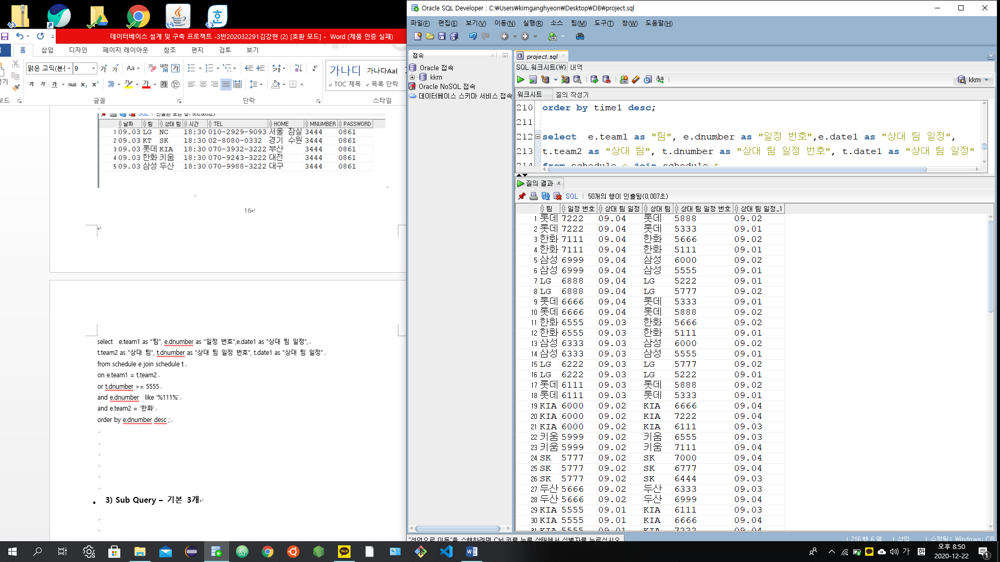 데이터베이스 설계 및 구축 프로젝트 -3반202032291김강현 (2) [호환 모드] - Word (제품 인증 실패)
홈 삽입 디자인 페이지 레이아웃 참조 편지 검토 보기
맑은 고딕(본 9
가나디 가나다AaE
TOC 제목 목록 단락
글꼴 단락 스타일
날짜 팀 상대 팀 시간 TEL HOME MNUMBER PASSWORD
1 09.03 LG NC 18:30 010-2929-9093 서울 잠실 3444 0861
2 09.03 KT SK 18:30 02-8080-0332 경기 수원 3444 0861
3 09.03 롯데 KIA 18:30 070-3932-3222 부산 3444 0861
4 09.03 한화 키움 18:30 070-9243-3222 대전 3444 0861
5 09.03 삼성 두산 18:30 070-9988-3222 대구 3444 0861
16
select e.team1 as "팀", e.dnumber as "일정 번호",e.date1 as "상대 팀 일정",
t.team2 as "상대 팀", t.dnumber as "상대 팀 일정 번호", t.date1 as "상대 팀 일정"
from schedule e join schedule t
on e.team1 = t.team2
or t.dnumber >= 5555
and e.dnumber like '%111%'
and e.team2 = '한화'
order by e.dnumber desc ;
3) Sub Query – 기본 3개
Oracle SQL Developer : C:₩Users₩kimganghyeon₩Desktop₩DB₩project.sql
파일(F) 편집(E) 보기(V) 이동(N) 실행(R) 소스 팀(M) 도구(T) 창(W) 도움말(H)
접속
Oracle 접속
kkm
Oracle NoSQL 접속
데이터베이스 스키마 서비스 접속
project.sql
SQL 워크시트(W) 내역
kkm
워크시트 질의 작성기
210 order by time1 desc;
211
212 select e.team1 as "팀", e.dnumber as "일정 번호",e.date1 as "상대 팀 일정",
213 t.team2 as "상대 팀", t.dnumber as "상대 팀 일정 번호", t.date1 as "상대 팀 일정"
214 from schedule e join schedule t
질의 결과
SQL 50개의 행이 인출됨(0,007초)
팀 일정 번호 상대 팀 일정 상대 팀 상대 팀 일정 번호 상대 팀 일정_1
1 롯데 7222 09.04 롯데 5888 09.02
2 롯데 7222 09.04 롯데 5333 09.01
3 한화 7111 09.04 한화 5666 09.02
4 한화 7111 09.04 한화 5111 09.01
5 삼성 6999 09.04 삼성 6000 09.02
6 삼성 6999 09.04 삼성 5555 09.01
7 LG 6888 09.04 LG 5222 09.01
8 LG 6888 09.04 LG 5777 09.02
9 롯데 6666 09.04 롯데 5333 09.01
10 롯데 6666 09.04 롯데 5888 09.02
11 한화 6555 09.03 한화 5666 09.02
12 한화 6555 09.03 한화 5111 09.01
13 삼성 6333 09.03 삼성 6000 09.02
14 삼성 6333 09.03 삼성 5555 09.01
15 LG 6222 09.03 LG 5777 09.02
16 LG 6222 09.03 LG 5222 09.01
17 롯데 6111 09.03 롯데 5888 09.02
18 롯데 6111 09.03 롯데 5333 09.01
19 KIA 6000 09.02 KIA 6666 09.04
20 KIA 6000 09.02 KIA 7222 09.04
21 KIA 6000 09.02 KIA 6111 09.03
22 키움 5999 09.02 키움 6555 09.03
23 키움 5999 09.02 키움 7111 09.04
24 SK 5777 09.02 SK 7000 09.04
25 SK 5777 09.02 SK 6777 09.04
26 SK 5777 09.02 SK 6444 09.03
27 두산 5666 09.02 두산 6333 09.03
28 두산 5666 09.02 두산 6999 09.04
29 KIA 5555 09.01 KIA 6111 09.03
30 KIA 5555 09.01 KIA 6666 09.04
31 KIA 5555 09.01 KIA 7222 09.04
216 행 6 열 삽입 수정됨 Windows: CR
오후 8:50
2020-12-22